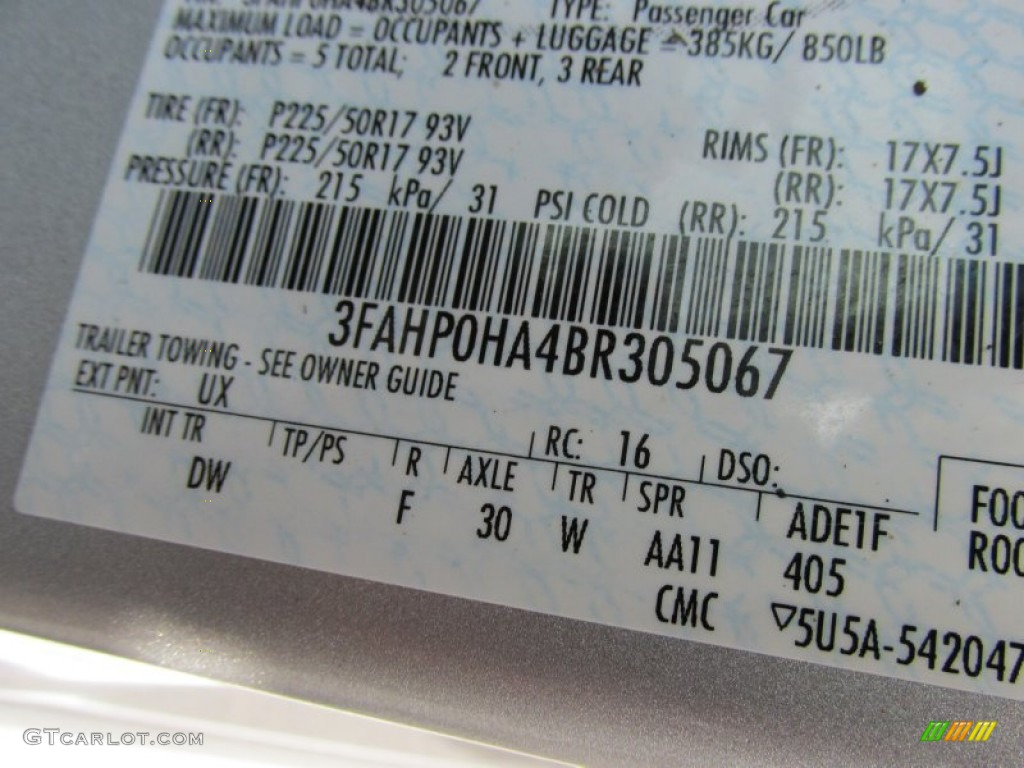 3FAHP0HA4BR305067 TYPE: Passenger Car
MAXIMUM LOAD = OCCUPANTS + LUGGAGE = 385KG/ 850LB
OCCUPANTS = 5 TOTAL; 2 FRONT, 3 REAR
TIRE (FR): P225/50R17 93V RIMS (FR): 17X7.5J
(RR): P225/50R17 93V (RR): 17X7.5J
PRESSURE (FR): 215 kPa/ 31 PSI COLD (RR): 215 kPa/ 31
3FAHP0HA4BR305067
TRAILER TOWING - SEE OWNER GUIDE
EXT PNT: UX RC: 16 DSO:
INT TR TP/PS R AXLE TR SPR ADE1F
DW F 30 W AA11 405
CMC ▽5U5A-542047
FOO
ROO
GTCarlot.com